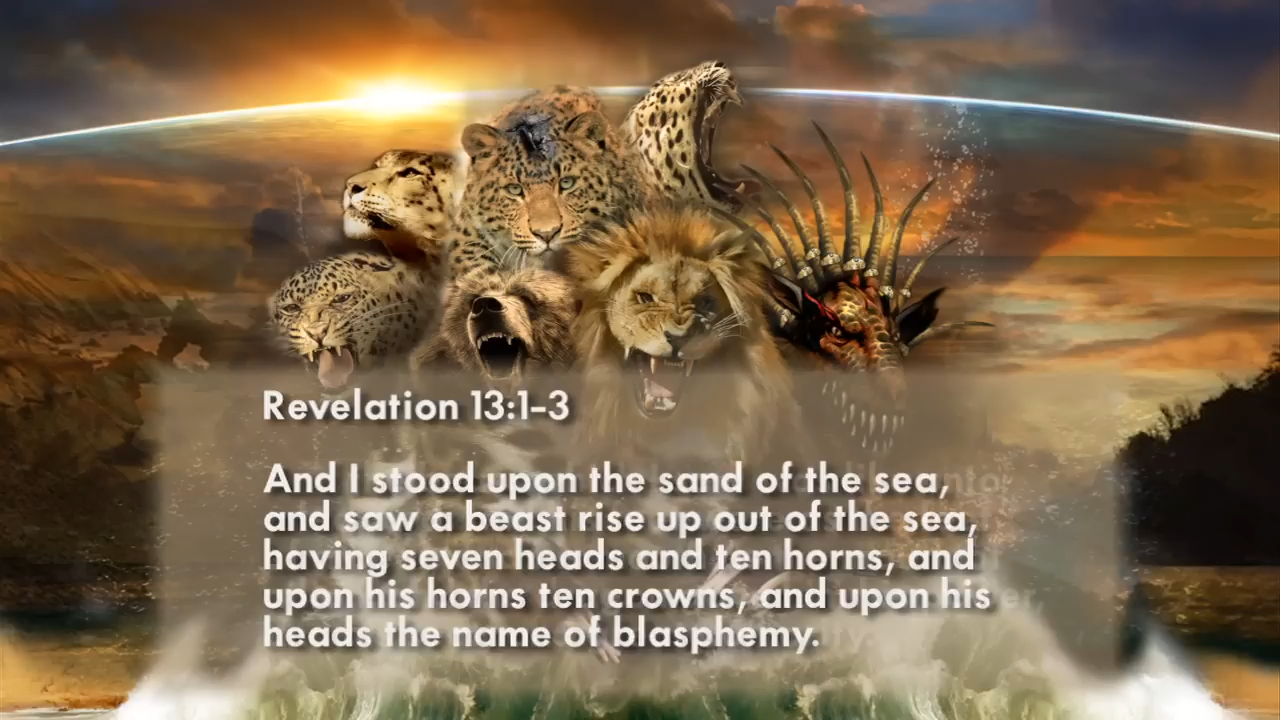 Revelation 13:1-3
And I stood upon the sand of the sea,
and saw a beast rise up out of the sea,
having seven heads and ten horns, and
upon his horns ten crowns, and upon his
heads the name of blasphemy.